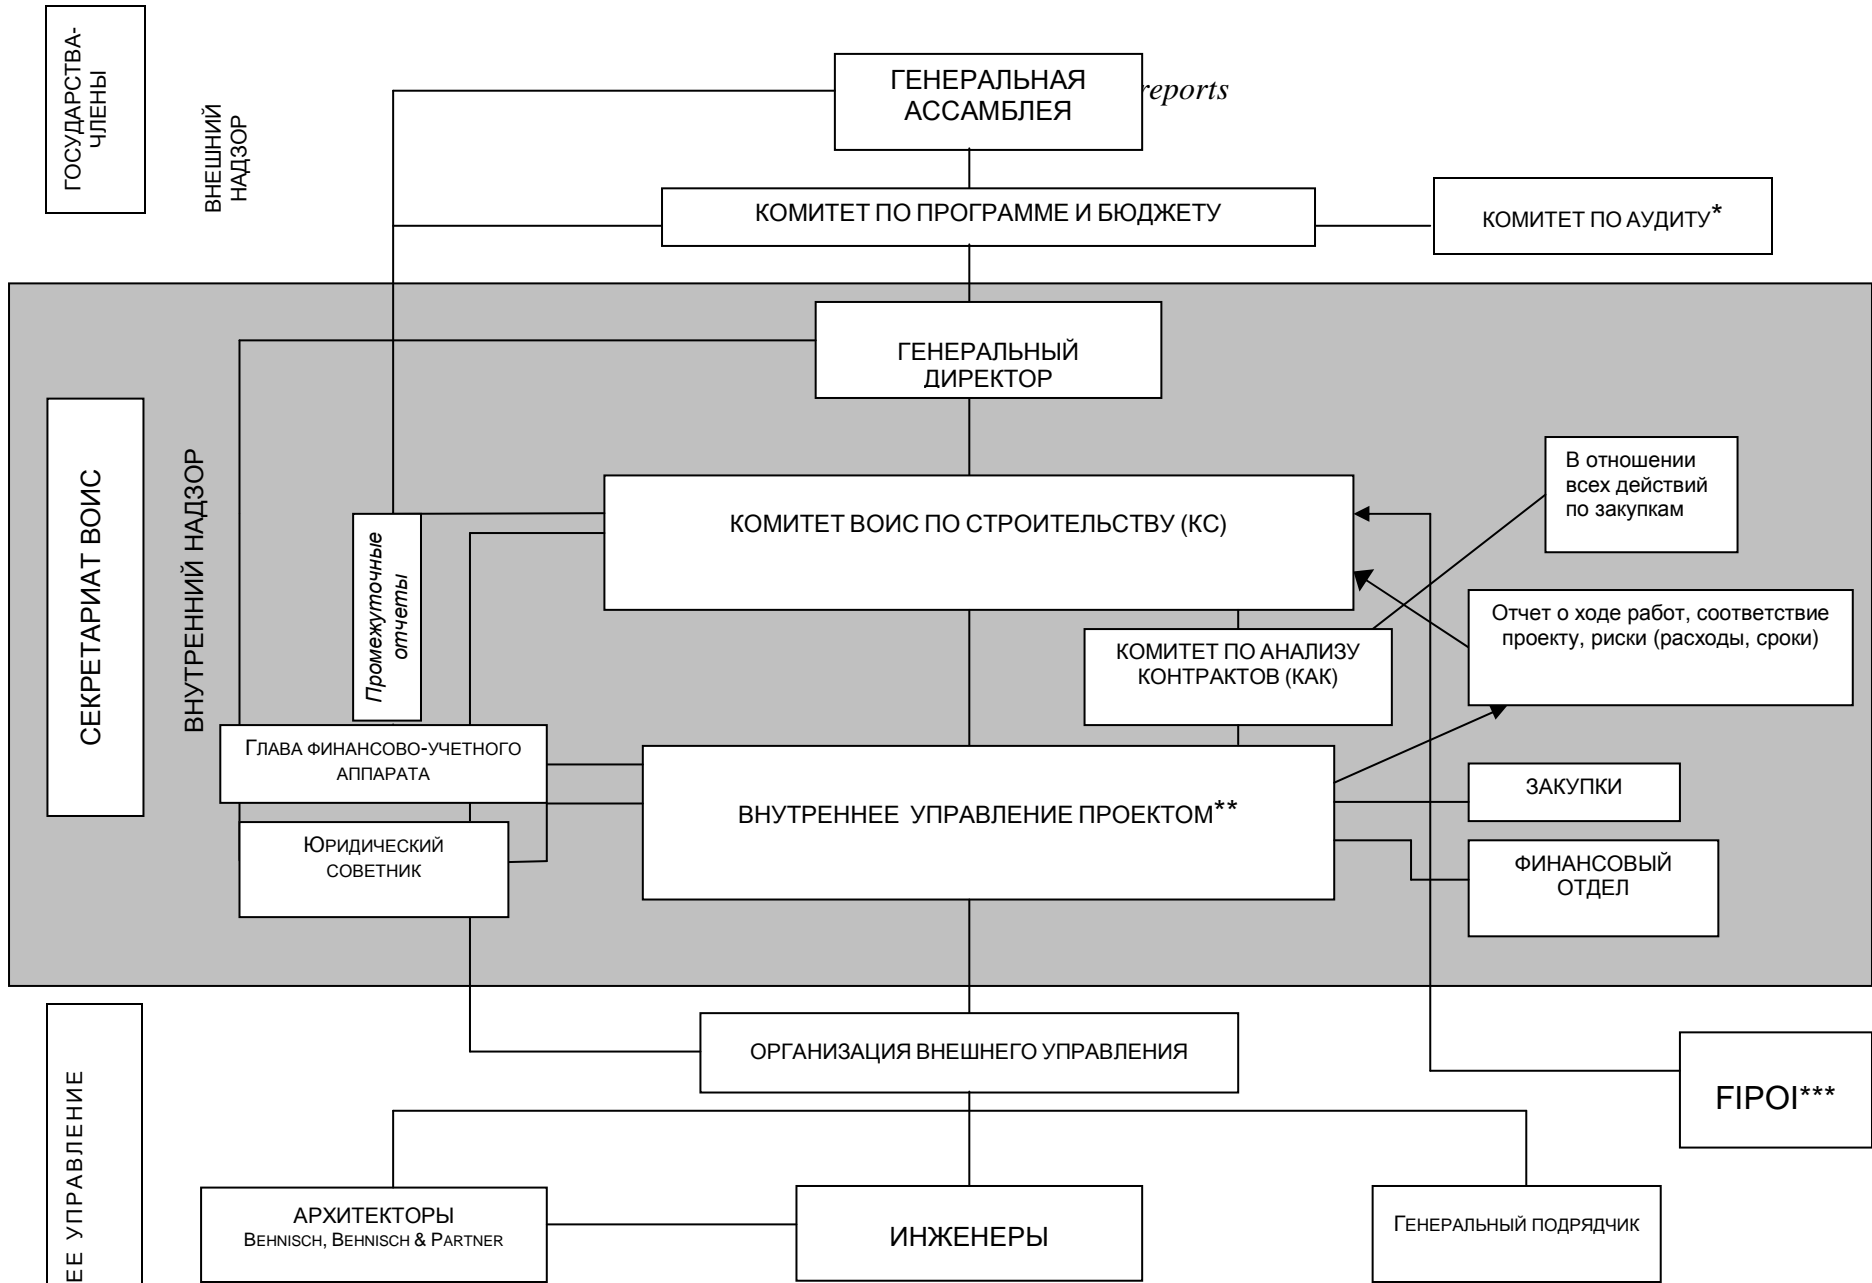 ГОСУДАРСТВА-
ЧЛЕНЫ
ВНЕШНИЙ
НАДЗОР
ГЕНЕРАЛЬНАЯ
АССАМБЛЕЯ
reports
КОМИТЕТ ПО ПРОГРАММЕ И БЮДЖЕТУ
КОМИТЕТ ПО АУДИТУ*
ГЕНЕРАЛЬНЫЙ
ДИРЕКТОР
СЕКРЕТАРИАТ ВОИС
ВНУТРЕННИЙ НАДЗОР
Промежуточные
отчеты
КОМИТЕТ ВОИС ПО СТРОИТЕЛЬСТВУ (КС)
В отношении
всех действий
по закупкам
КОМИТЕТ ПО АНАЛИЗУ
КОНТРАКТОВ (КАК)
Отчет о ходе работ, соответствие
проекту, риски (расходы, сроки)
ГЛАВА ФИНАНСОВО-УЧЕТНОГО
АППАРАТА
ЮРИДИЧЕСКИЙ
СОВЕТНИК
ВНУТРЕННЕЕ УПРАВЛЕНИЕ ПРОЕКТОМ**
ЗАКУПКИ
ФИНАНСОВЫЙ
ОТДЕЛ
ЕЕ УПРАВЛЕНИЕ
ОРГАНИЗАЦИЯ ВНЕШНЕГО УПРАВЛЕНИЯ
FIPOI***
АРХИТЕКТОРЫ
BEHNISCH, BEHNISCH & PARTNER
ИНЖЕНЕРЫ
ГЕНЕРАЛЬНЫЙ ПОДРЯДЧИК